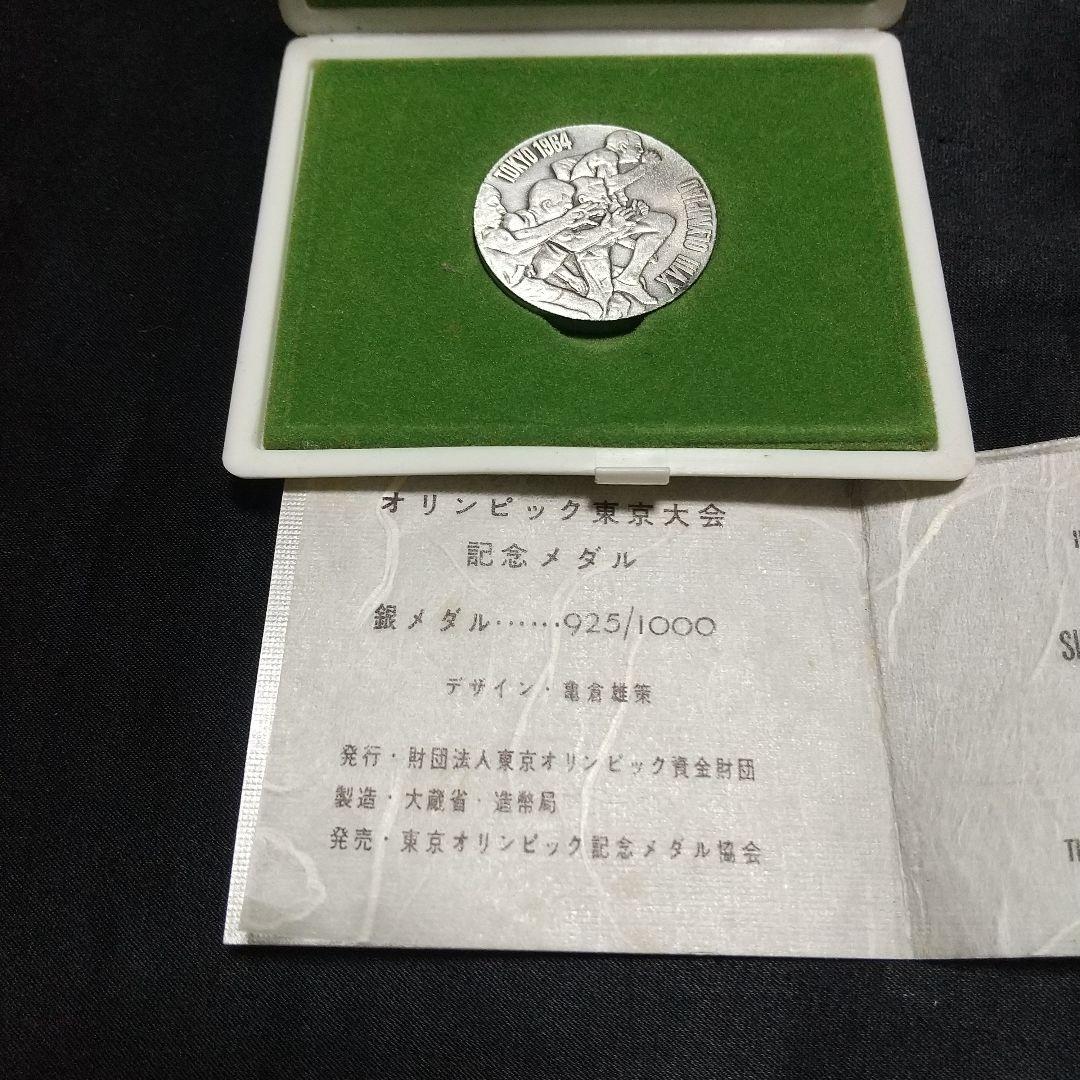 TOKYO 1964
OLYMPIAD XVIII
オリンピック東京大会
記念メダル
銀メダル……925/1000
デザイン・亀倉雄策
発行・財団法人東京オリンピック資金財団
製造・大蔵省・造幣局
発売・東京オリンピック記念メダル協会